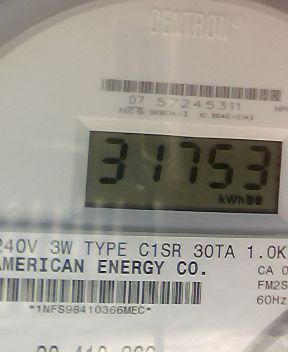 CENTRON®
07 57245311
31753
kWh
240V 3W TYPE C1SR 30TA 1.0K
AMERICAN ENERGY CO.
CA 0
FM2S
60Hz
*1NFS98410366MEC*